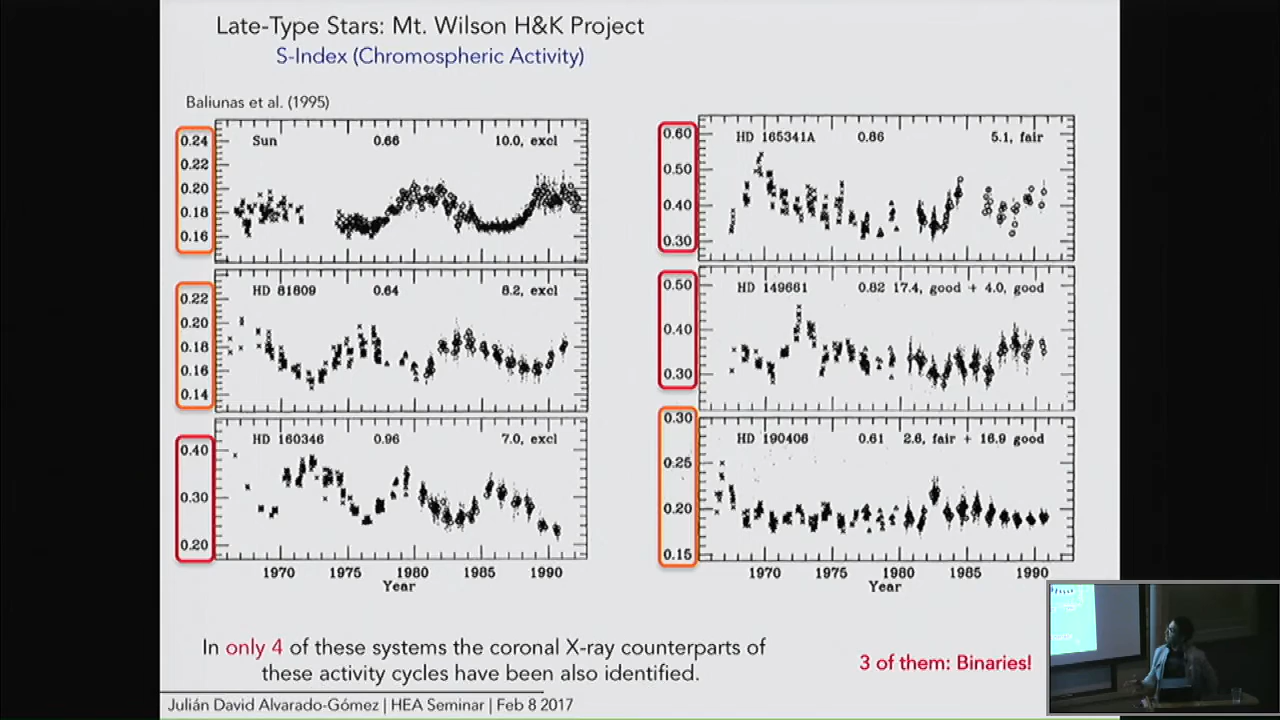 Late-Type Stars: Mt. Wilson H&K Project
S-Index (Chromospheric Activity)
Baliunas et al. (1995)
Sun 0.66 10.0, excl
0.24
0.22
0.20
0.18
0.16
HD 81809 0.64 8.2, excl
0.22
0.20
0.18
0.16
0.14
HD 160346 0.96 7.0, excl
0.40
0.30
0.20
1970 1975 1980 1985 1990
Year
HD 165341A 0.86 5.1, fair
0.60
0.50
0.40
0.30
HD 149661 0.82 17.4, good + 4.0, good
0.50
0.40
0.30
HD 190406 0.61 2.6, fair + 16.9 good
0.30
0.25
0.20
0.15
1970 1975 1980 1985 1990
Year
In only 4 of these systems the coronal X-ray counterparts of
these activity cycles have been also identified.
3 of them: Binaries!
Julián David Alvarado-Gómez | HEA Seminar | Feb 8 2017